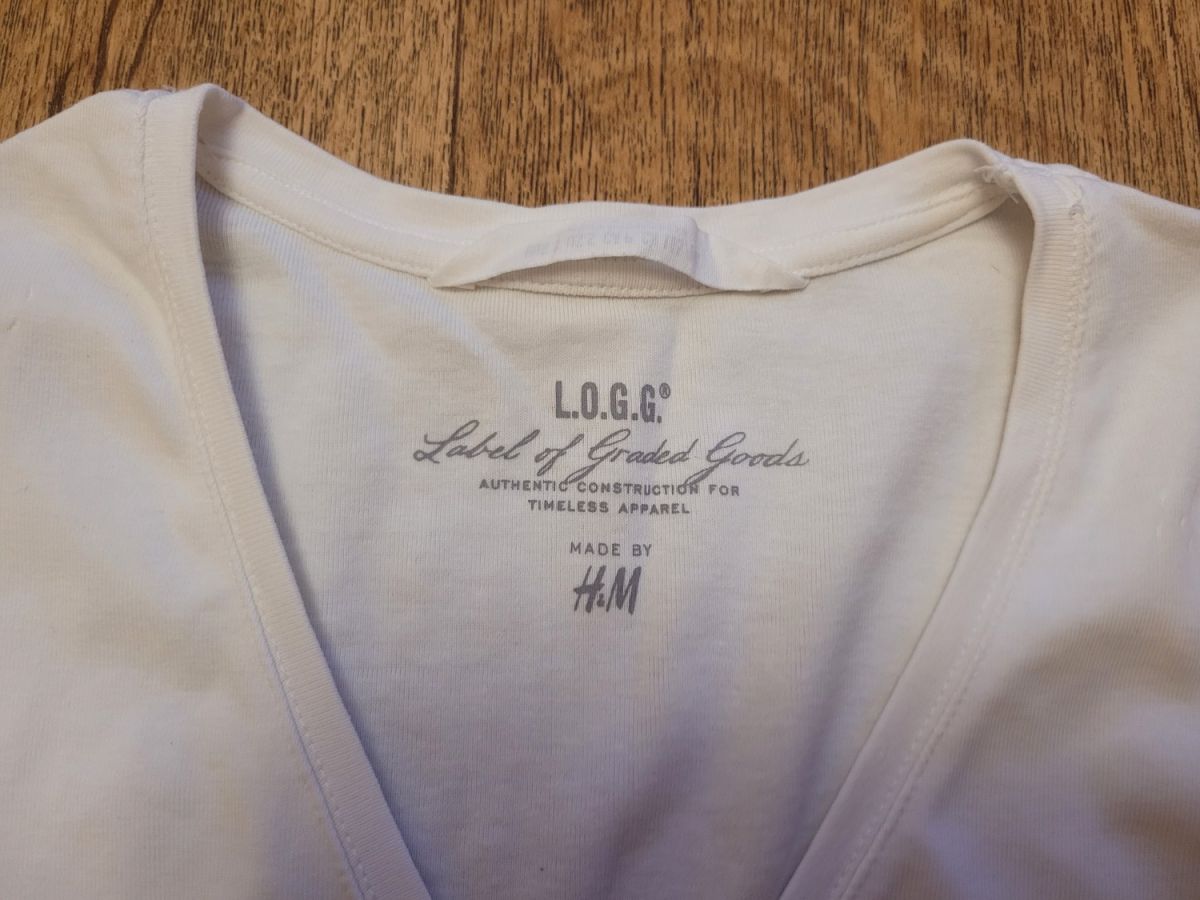 L.O.G.G.®
Label of Graded Goods
AUTHENTIC CONSTRUCTION FOR
TIMELESS APPAREL
MADE BY
H&M